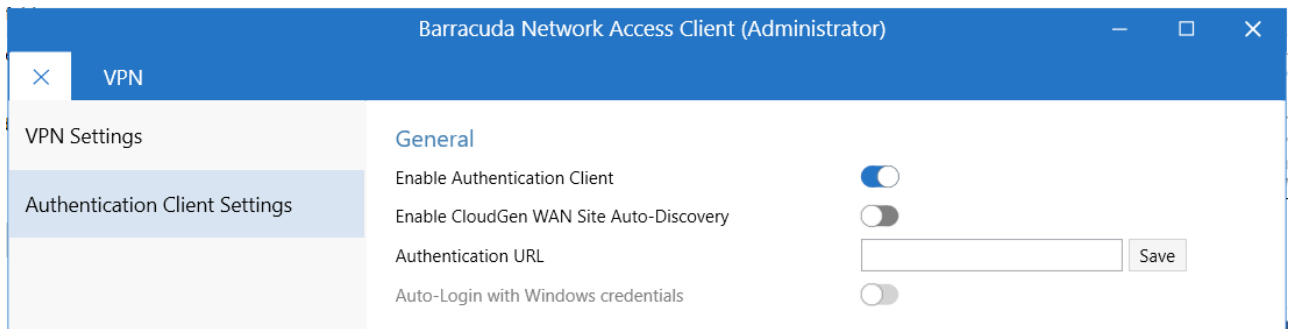 Barracuda Network Access Client (Administrator)
VPN
VPN Settings
Authentication Client Settings
General
Enable Authentication Client
Enable CloudGen WAN Site Auto-Discovery
Authentication URL
Save
Auto-Login with Windows credentials